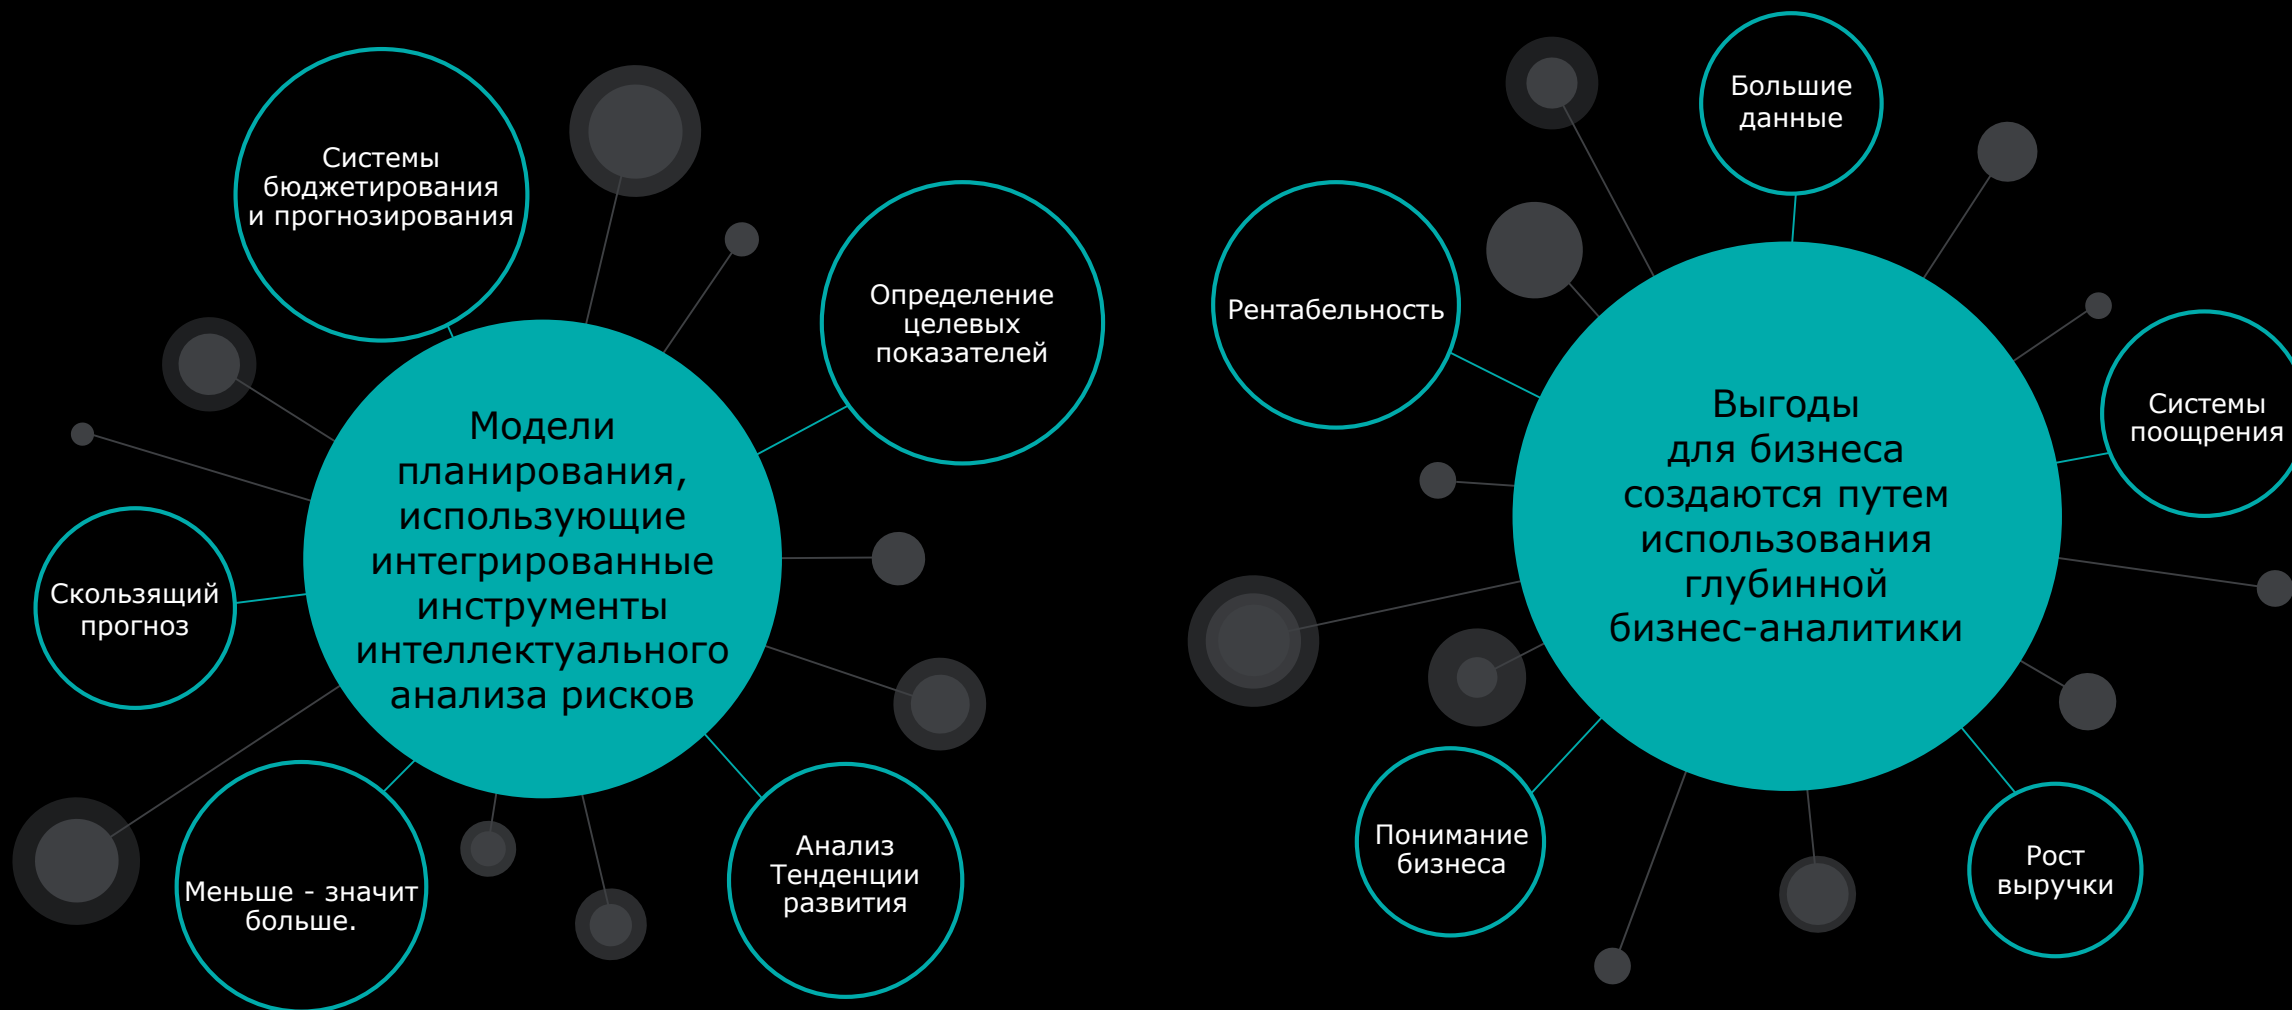 Системы
бюджетирования
и прогнозирования
Определение
целевых
показателей
Модели
планирования,
использующие
интегрированные
инструменты
интеллектуального
анализа рисков
Скользящий
прогноз
Меньше - значит
больше.
Анализ
Тенденции
развития
Большие
данные
Рентабельность
Системы
поощрения
Выгоды
для бизнеса
создаются путем
использования
глубинной
бизнес-аналитики
Понимание
бизнеса
Рост
выручки